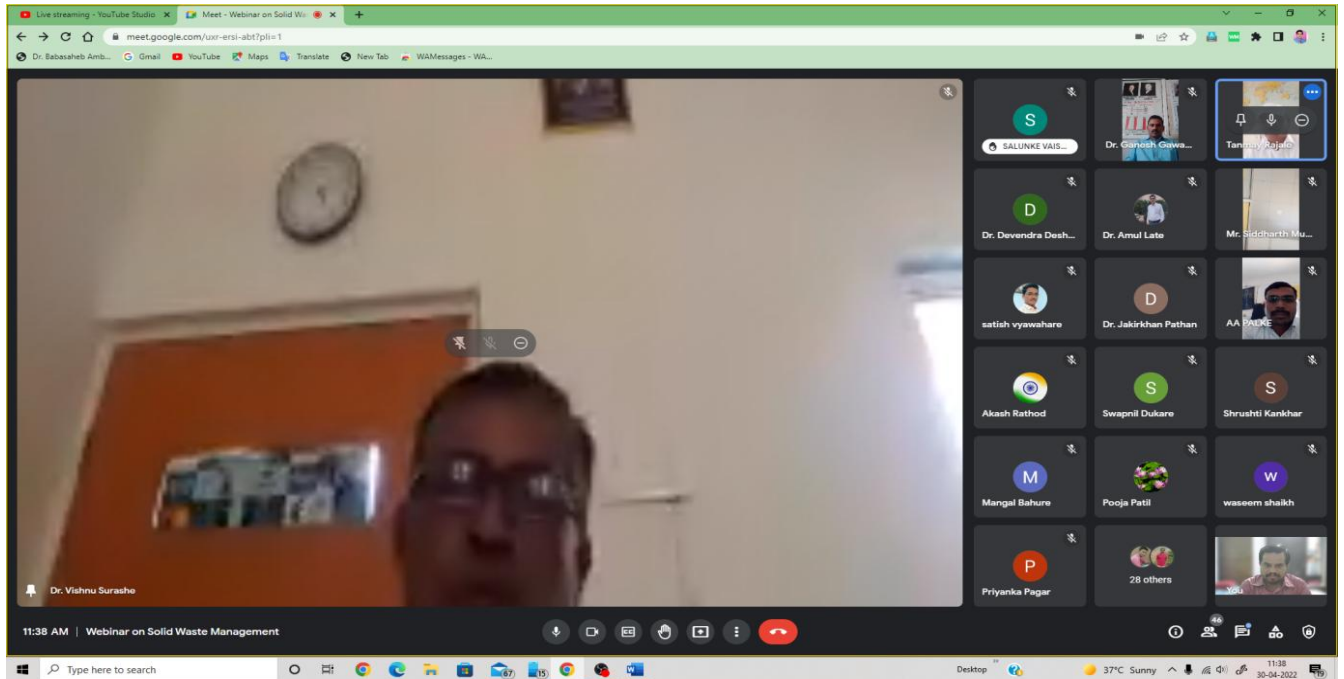 Live streaming - YouTube Studio
Meet - Webinar on Solid Wa
meet.google.com/uxr-ersi-abt?pli=1
Dr. Babasaheb Amb...
Gmail
YouTube
Maps
Translate
New Tab
WAMessages - WA...
S
SALUNKE VAIS...
Dr. Ganesh Gawa...
Tanmay Rajale
D
Dr. Devendra Desh...
Dr. Amul Late
Mr. Siddharth Mu...
satish vyawahare
D
Dr. Jakirkhan Pathan
AA PALKE
Akash Rathod
S
Swapnil Dukare
S
Shrushti Kankhar
M
Mangal Bahure
Pooja Patil
w
waseem shaikh
P
Priyanka Pagar
28 others
You
Dr. Vishnu Surashe
11:38 AM | Webinar on Solid Waste Management
CC
46
Type here to search
67
15
Desktop
37°C Sunny
11:38
30-04-2022
19